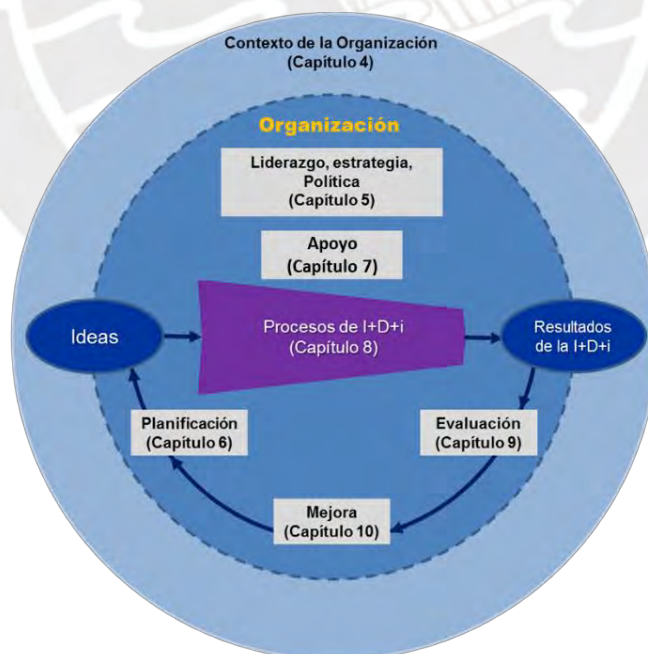 Contexto de la Organización
(Capítulo 4)
Organización
Liderazgo, estrategia,
Política
(Capítulo 5)
Apoyo
(Capítulo 7)
Ideas
Procesos de I+D+i
(Capítulo 8)
Resultados
de la I+D+i
Planificación
(Capítulo 6)
Evaluación
(Capítulo 9)
Mejora
(Capítulo 10)